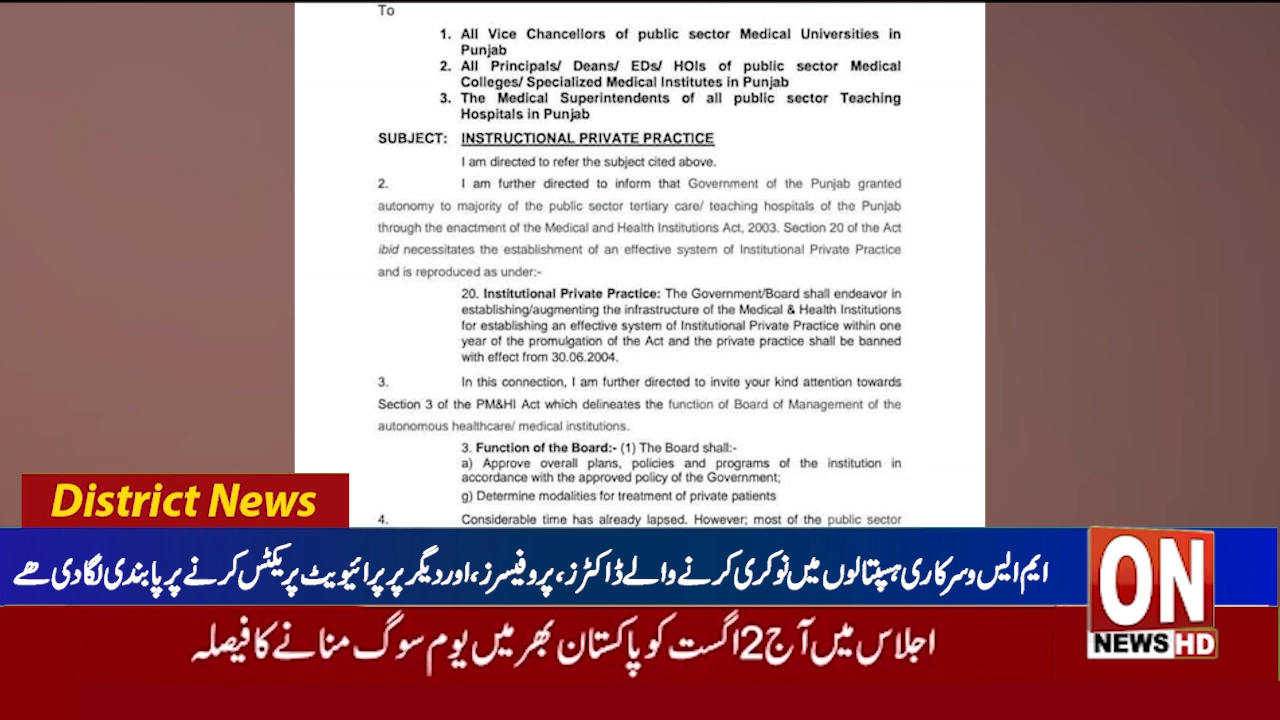 To
1. All Vice Chancellors of public sector Medical Universities in
Punjab
2. All Principals/ Deans/ EDs/ HOIs of public sector Medical
Colleges/ Specialized Medical Institutes in Punjab
3. The Medical Superintendents of all public sector Teaching
Hospitals in Punjab
SUBJECT: INSTRUCTIONAL PRIVATE PRACTICE
I am directed to refer the subject cited above.
2. I am further directed to inform that Government of the Punjab granted
autonomy to majority of the public sector tertiary care/ teaching hospitals of the Punjab
through the enactment of the Medical and Health Institutions Act, 2003. Section 20 of the Act
ibid necessitates the establishment of an effective system of Institutional Private Practice
and is reproduced as under:-
20. Institutional Private Practice: The Government/Board shall endeavor in
establishing/augmenting the infrastructure of the Medical & Health Institutions
for establishing an effective system of Institutional Private Practice within one
year of the promulgation of the Act and the private practice shall be banned
with effect from 30.06.2004.
3. In this connection, I am further directed to invite your kind attention towards
Section 3 of the PM&HI Act which delineates the function of Board of Management of the
autonomous healthcare/ medical institutions.
3. Function of the Board:- (1) The Board shall:-
a) Approve overall plans, policies and programs of the institution in
accordance with the approved policy of the Government;
g) Determine modalities for treatment of private patients
4. Considerable time has already lapsed. However; most of the public sector
District News
ایم ایس و سرکاری ہسپتالوں میں نوکری کرنے والے ڈاکٹرز، پروفیسرز، اور دیگر پر پرائیویٹ پریکٹس کرنے پر پابندی لگا دی ھے
اجلاس میں آج 2 اگست کو پاکستان بھر میں یوم سوگ منانے کا فیصلہ
ON
NEWS HD